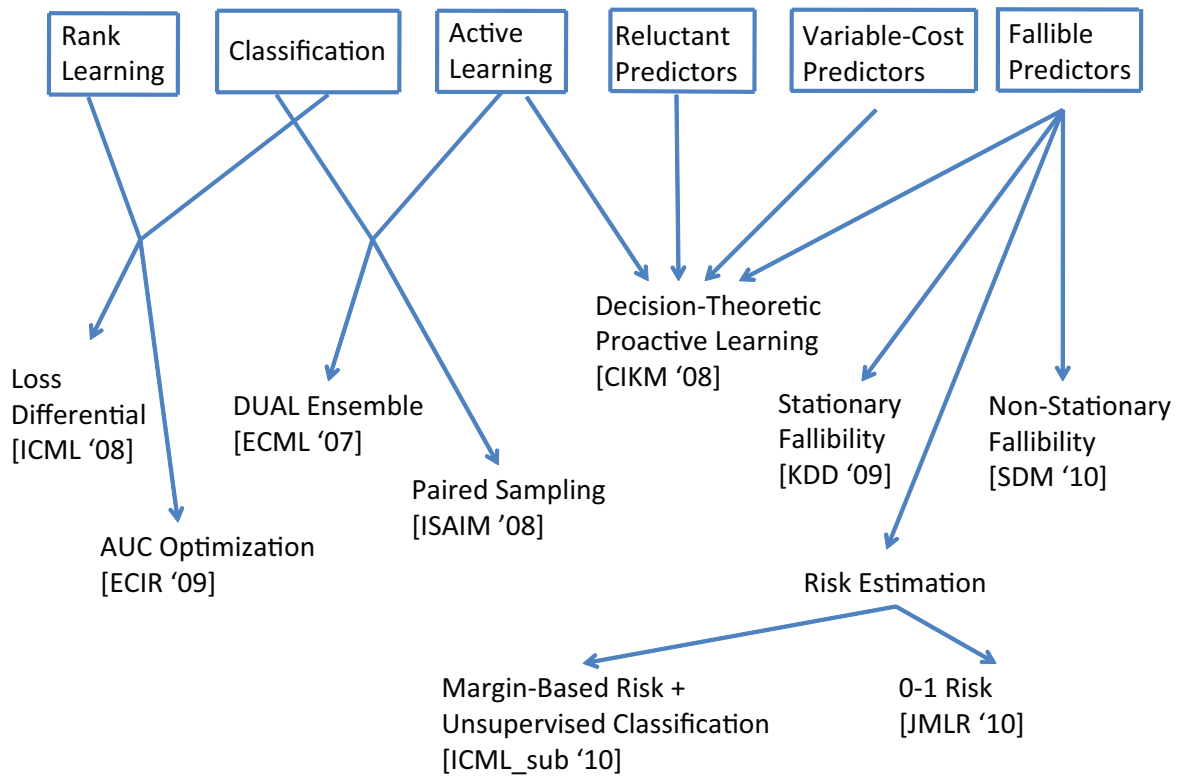 Rank
Learning
Classification
Active
Learning
Reluctant
Predictors
Variable-Cost
Predictors
Fallible
Predictors
Decision-Theoretic
Proactive Learning
[CIKM ‘08]
Loss
Differential
[ICML ‘08]
DUAL Ensemble
[ECML ‘07]
Stationary
Fallibility
[KDD ‘09]
Non-Stationary
Fallibility
[SDM ‘10]
Paired Sampling
[ISAIM ’08]
AUC Optimization
[ECIR ‘09]
Risk Estimation
Margin-Based Risk +
Unsupervised Classification
[ICML_sub ‘10]
0-1 Risk
[JMLR ‘10]